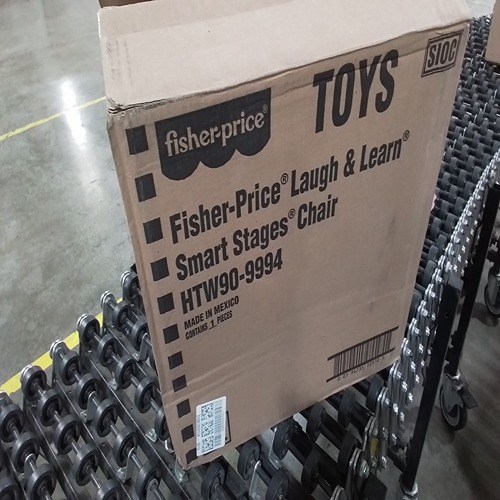 SIOC
TOYS
fisher-price®
Fisher-Price® Laugh & Learn®
Smart Stages® Chair
HTW90-9994
MADE IN MEXICO
CONTAINS 1 PIECES